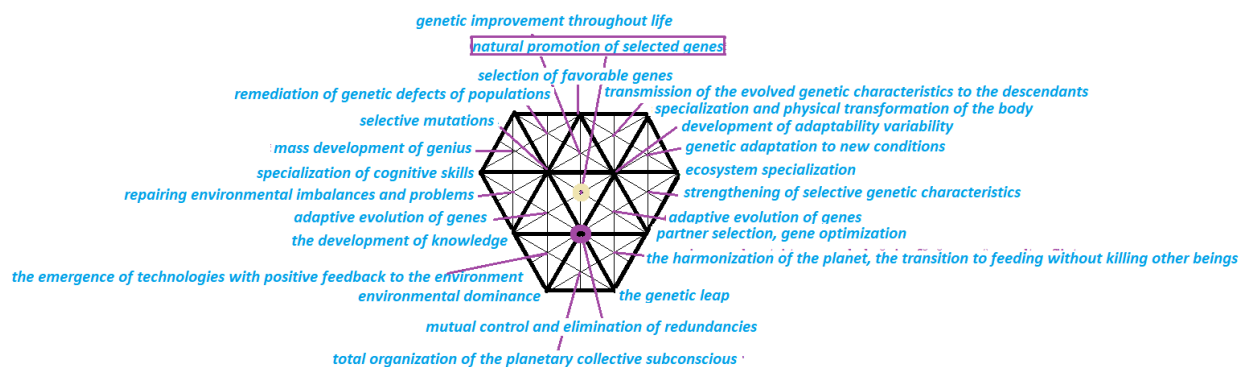 genetic improvement throughout life
natural promotion of selected genes
selection of favorable genes
remediation of genetic defects of populations
transmission of the evolved genetic characteristics to the descendants
specialization and physical transformation of the body
selective mutations
development of adaptability variability
mass development of genius
genetic adaptation to new conditions
specialization of cognitive skills
ecosystem specialization
repairing environmental imbalances and problems
strengthening of selective genetic characteristics
adaptive evolution of genes
adaptive evolution of genes
the development of knowledge
partner selection, gene optimization
the harmonization of the planet, the transition to feeding without killing other beings
the emergence of technologies with positive feedback to the environment
environmental dominance
the genetic leap
mutual control and elimination of redundancies
total organization of the planetary collective subconscious